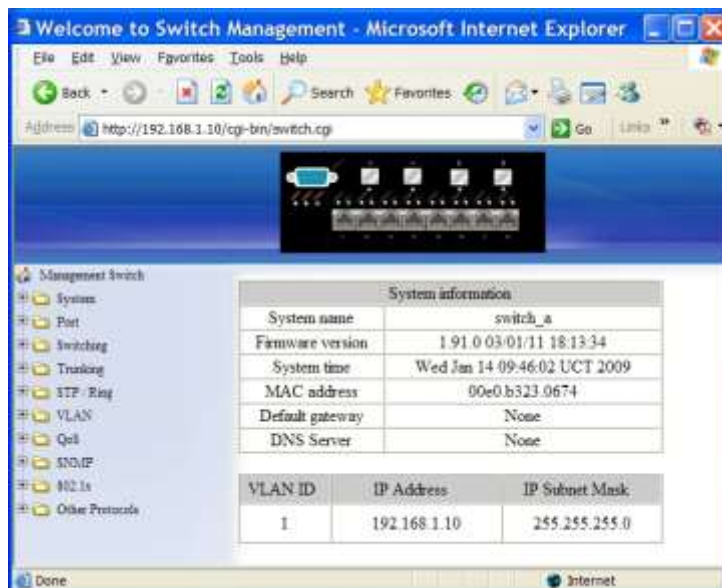 Welcome to Switch Management - Microsoft Internet Explorer
File Edit View Favorites Tools Help
Back Search Favorites
Address http://192.168.1.10/cgi-bin/switch.cgi Go Links »
Management Switch
System
Port
Switching
Trunking
STP / Ring
VLAN
QoS
SNMP
802.1x
Other Protocols
System information
System name switch_a
Firmware version 1.91.0 03/01/11 18:13:34
System time Wed Jan 14 09:46:02 UCT 2009
MAC address 00e0.b323.0674
Default gateway None
DNS Server None
VLAN ID IP Address IP Subnet Mask
1 192.168.1.10 255.255.255.0
Done Internet